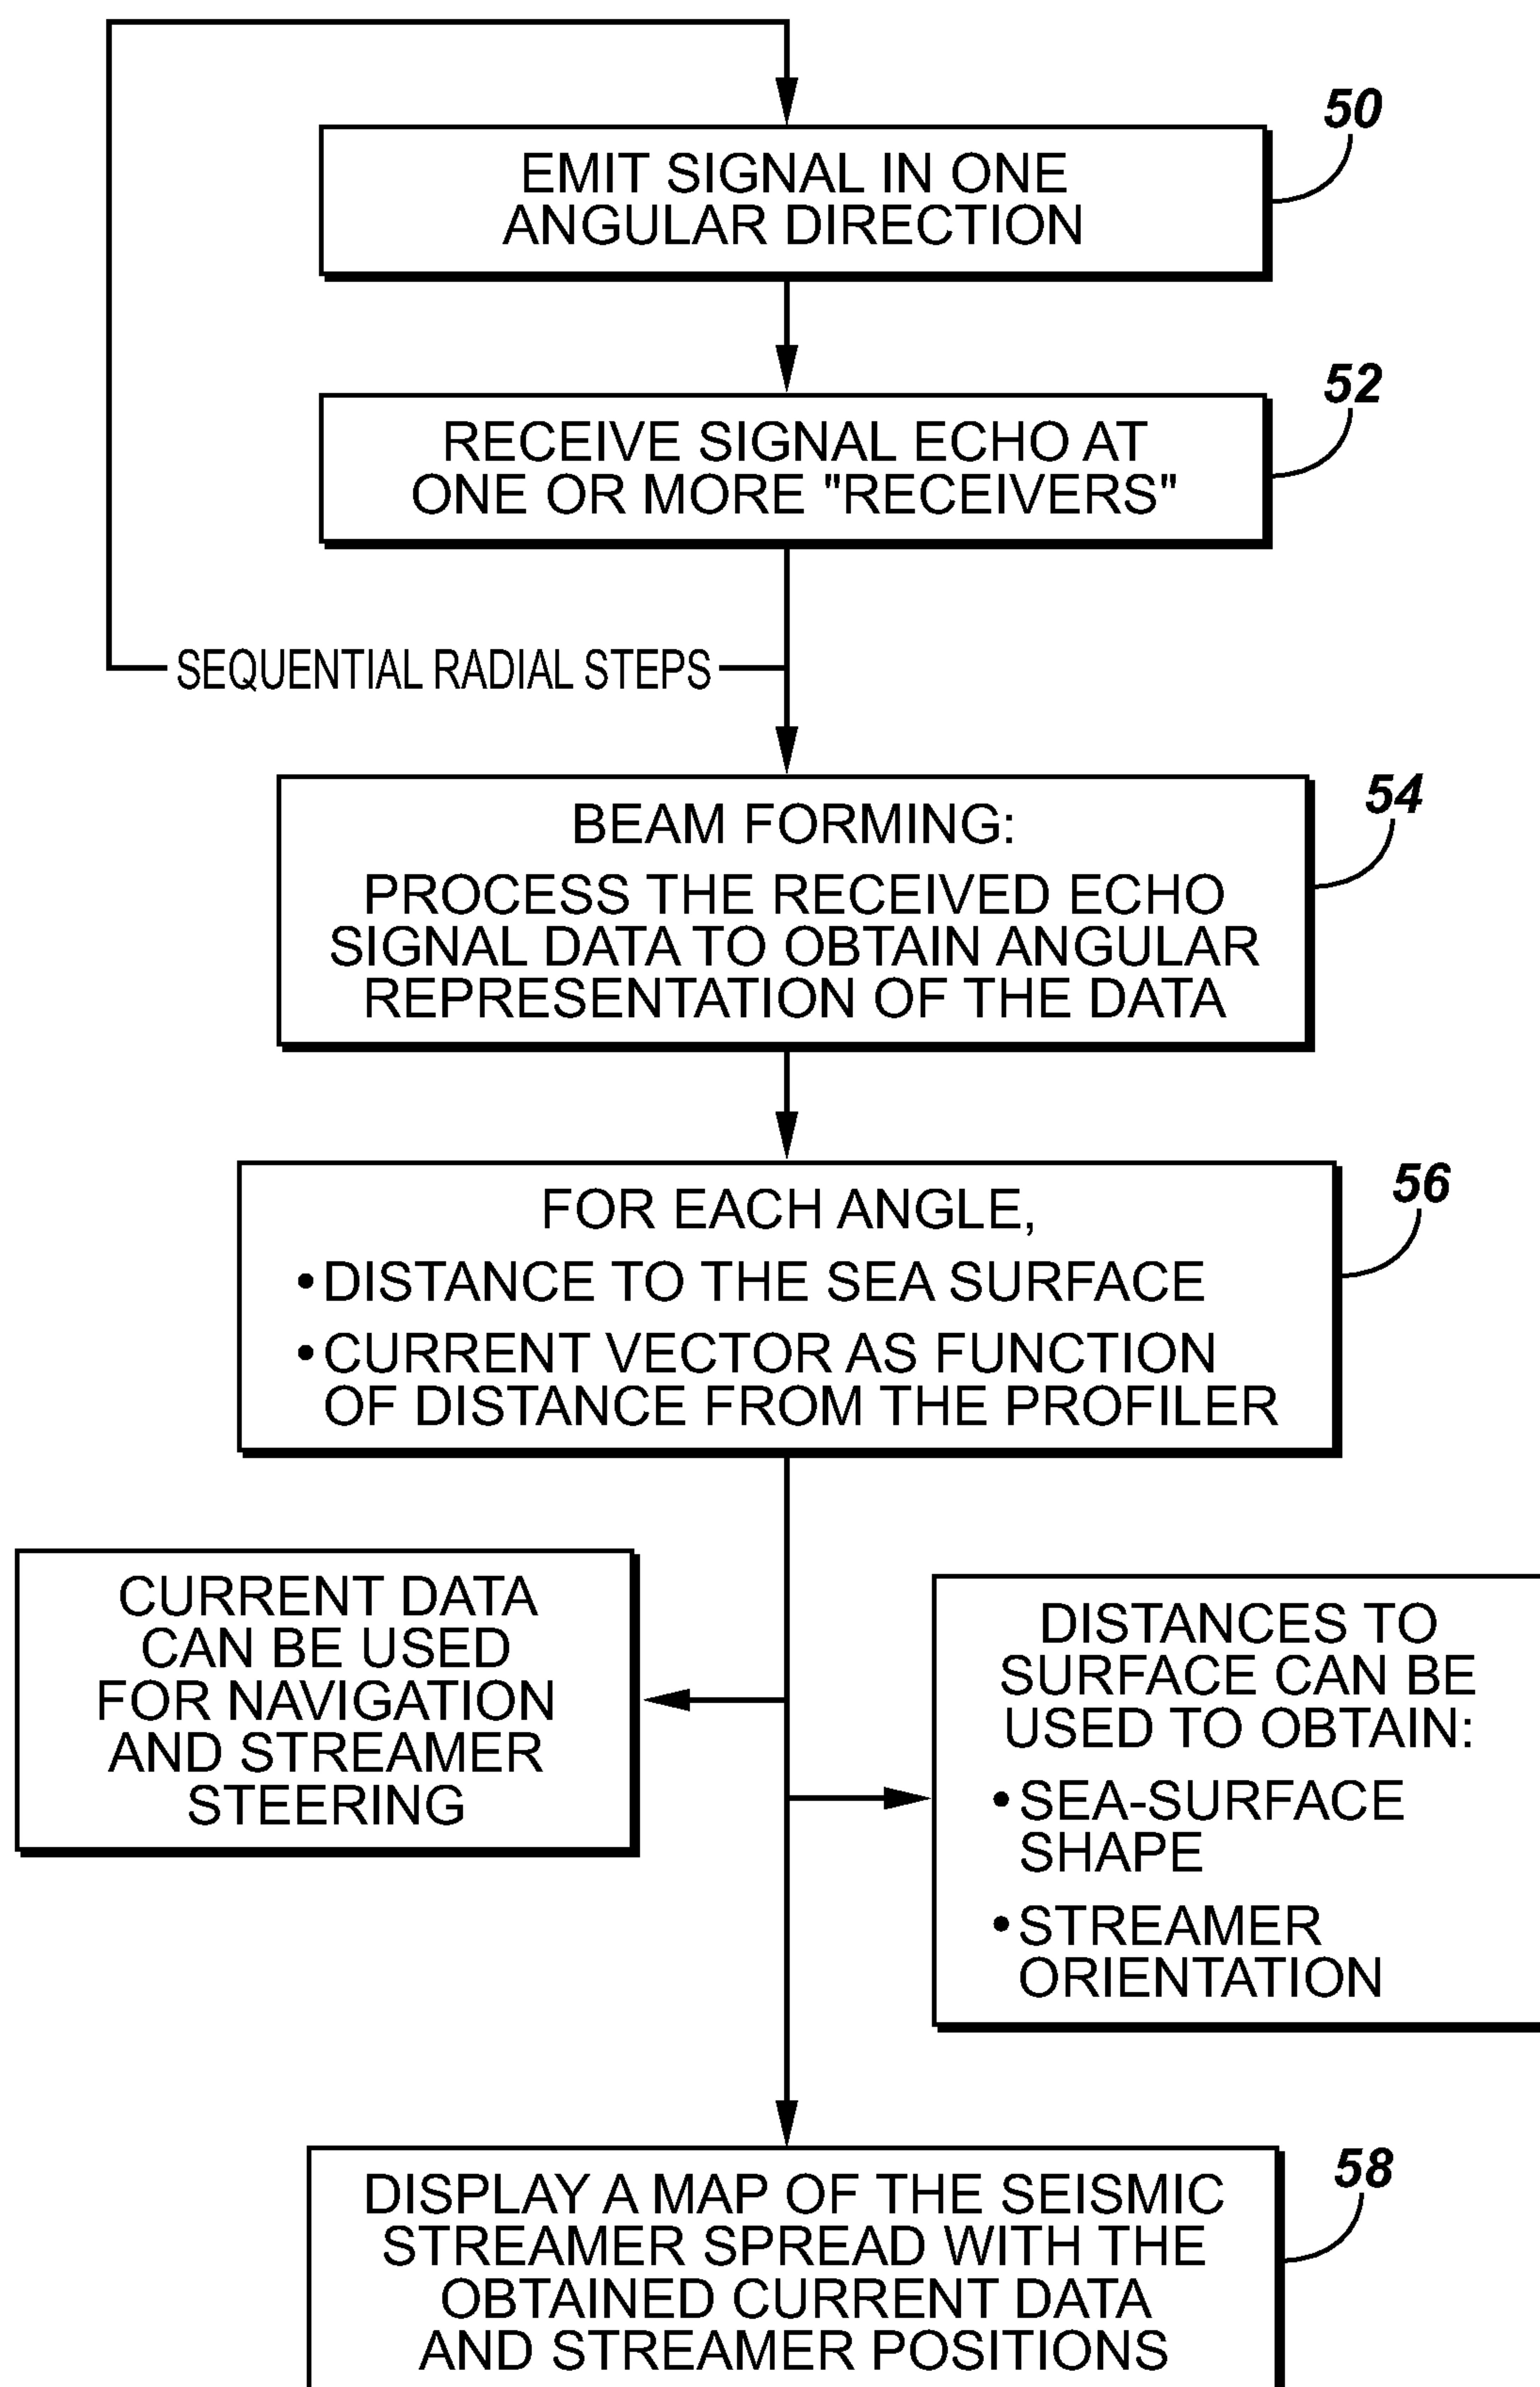 50
EMIT SIGNAL IN ONE
ANGULAR DIRECTION
52
RECEIVE SIGNAL ECHO AT
ONE OR MORE "RECEIVERS"
SEQUENTIAL RADIAL STEPS
54
BEAM FORMING:
PROCESS THE RECEIVED ECHO
SIGNAL DATA TO OBTAIN ANGULAR
REPRESENTATION OF THE DATA
56
FOR EACH ANGLE,
• DISTANCE TO THE SEA SURFACE
• CURRENT VECTOR AS FUNCTION
OF DISTANCE FROM THE PROFILER
CURRENT DATA
CAN BE USED
FOR NAVIGATION
AND STREAMER
STEERING
DISTANCES TO
SURFACE CAN BE
USED TO OBTAIN:
• SEA-SURFACE
SHAPE
• STREAMER
ORIENTATION
58
DISPLAY A MAP OF THE SEISMIC
STREAMER SPREAD WITH THE
OBTAINED CURRENT DATA
AND STREAMER POSITIONS